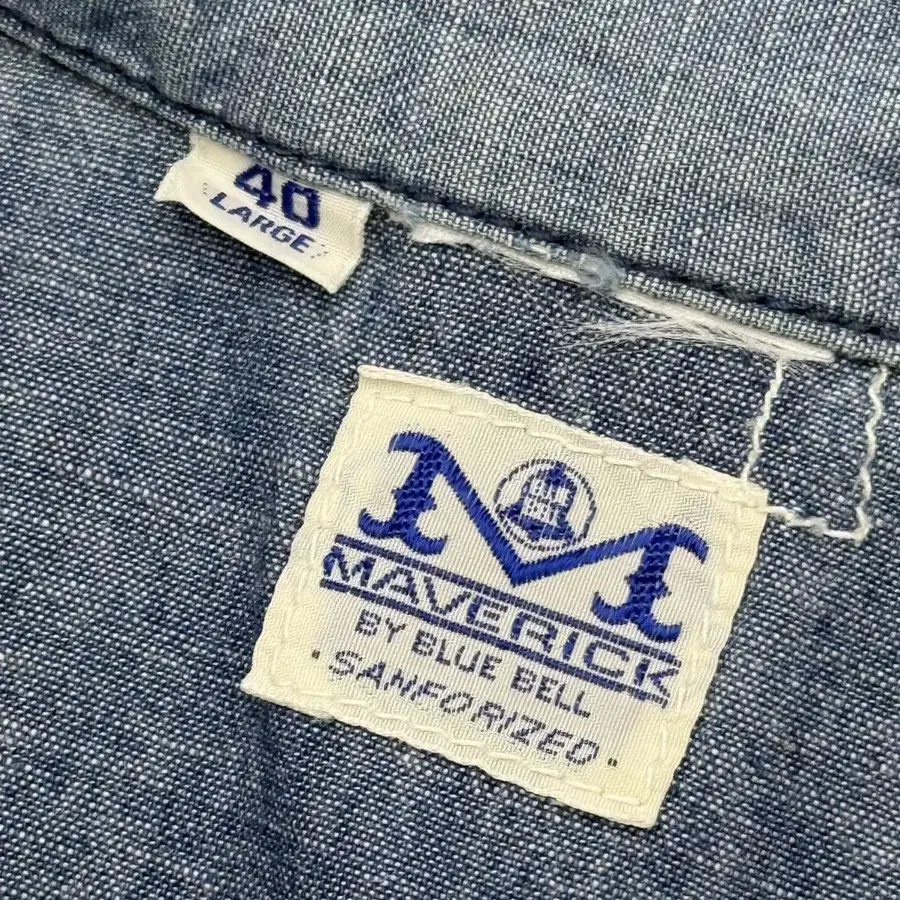 40
LARGE
M
MAVERICK
BY BLUE BELL
· SANFORIZED ·